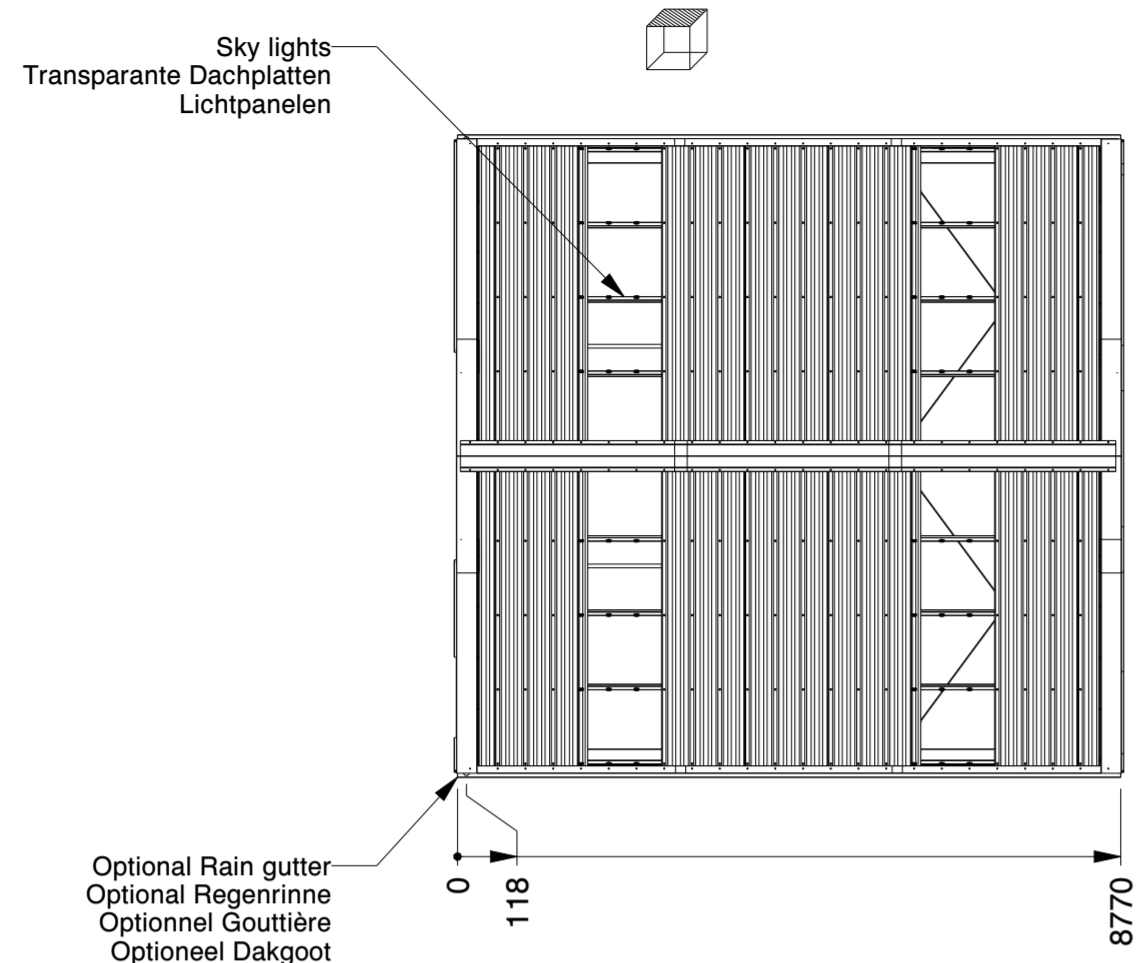 Sky lights
Transparante Dachplatten
Lichtpanelen
Optional Rain gutter
Optional Regenrinne
Optionnel Gouttière
Optioneel Dakgoot
0
118
8770